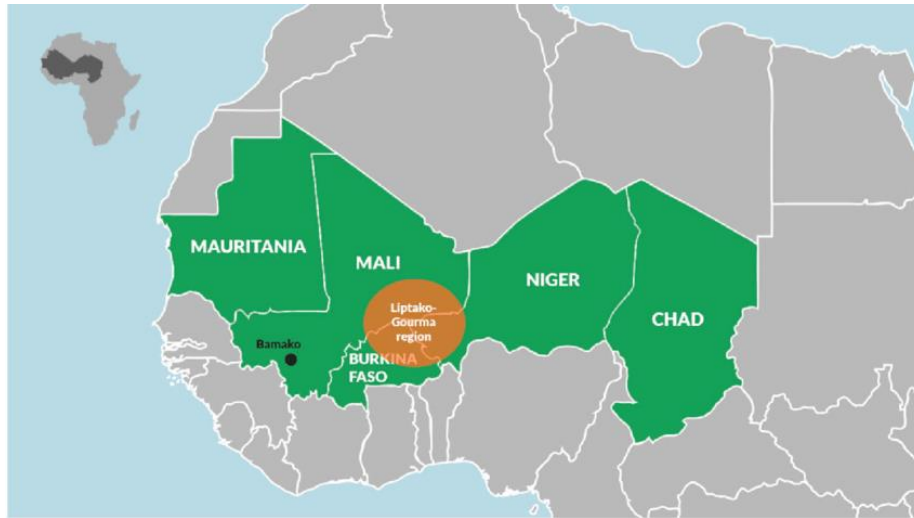 MAURITANIA
MALI
NIGER
CHAD
Liptako-
Gourma
region
Bamako
BURKINA
FASO